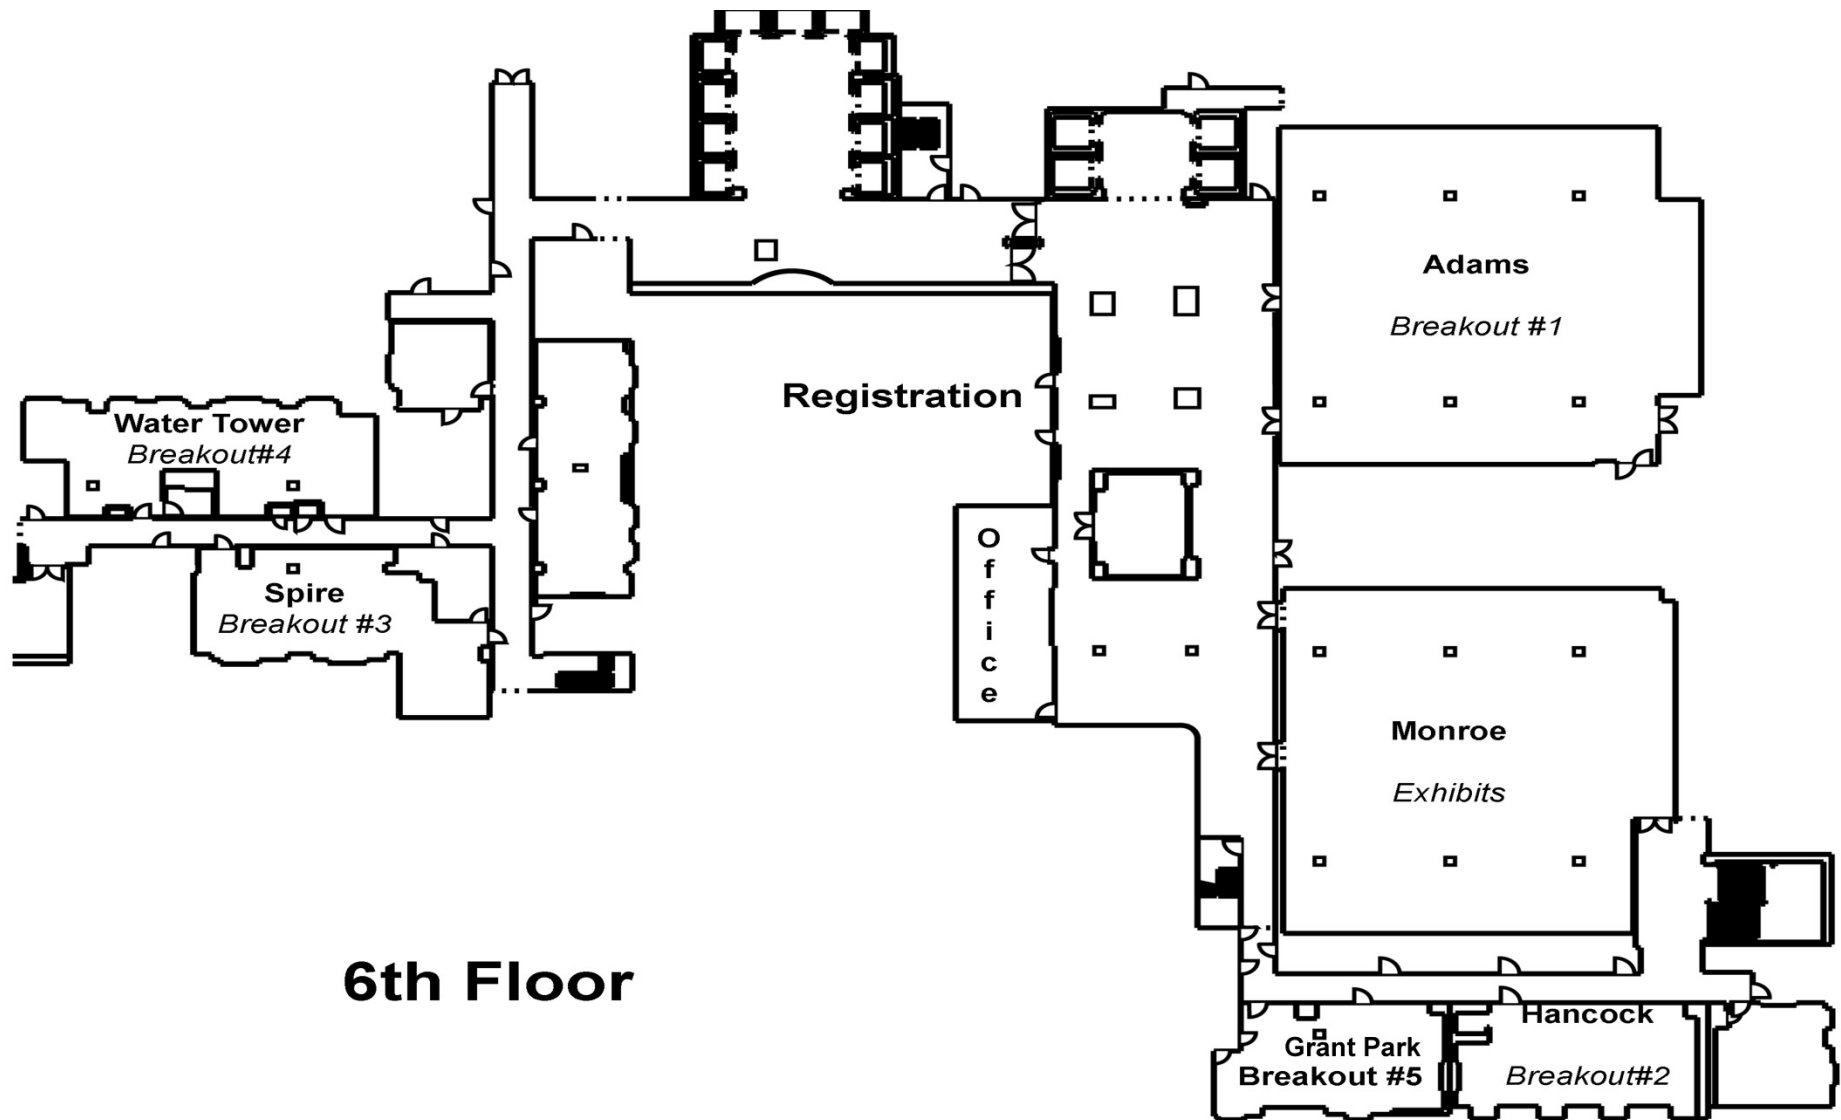 Adams
Breakout #1
Registration
Water Tower
Breakout#4
Office
Spire
Breakout #3
Monroe
Exhibits
6th Floor
Hancock
Breakout#2
Grant Park
Breakout #5